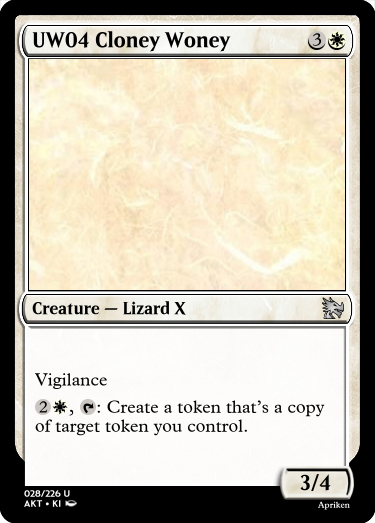 UW04 Cloney Woney 3
Creature — Lizard X
Vigilance
2, : Create a token that's a copy
of target token you control.
3/4
028/226 U
AKT • KI
Apriken